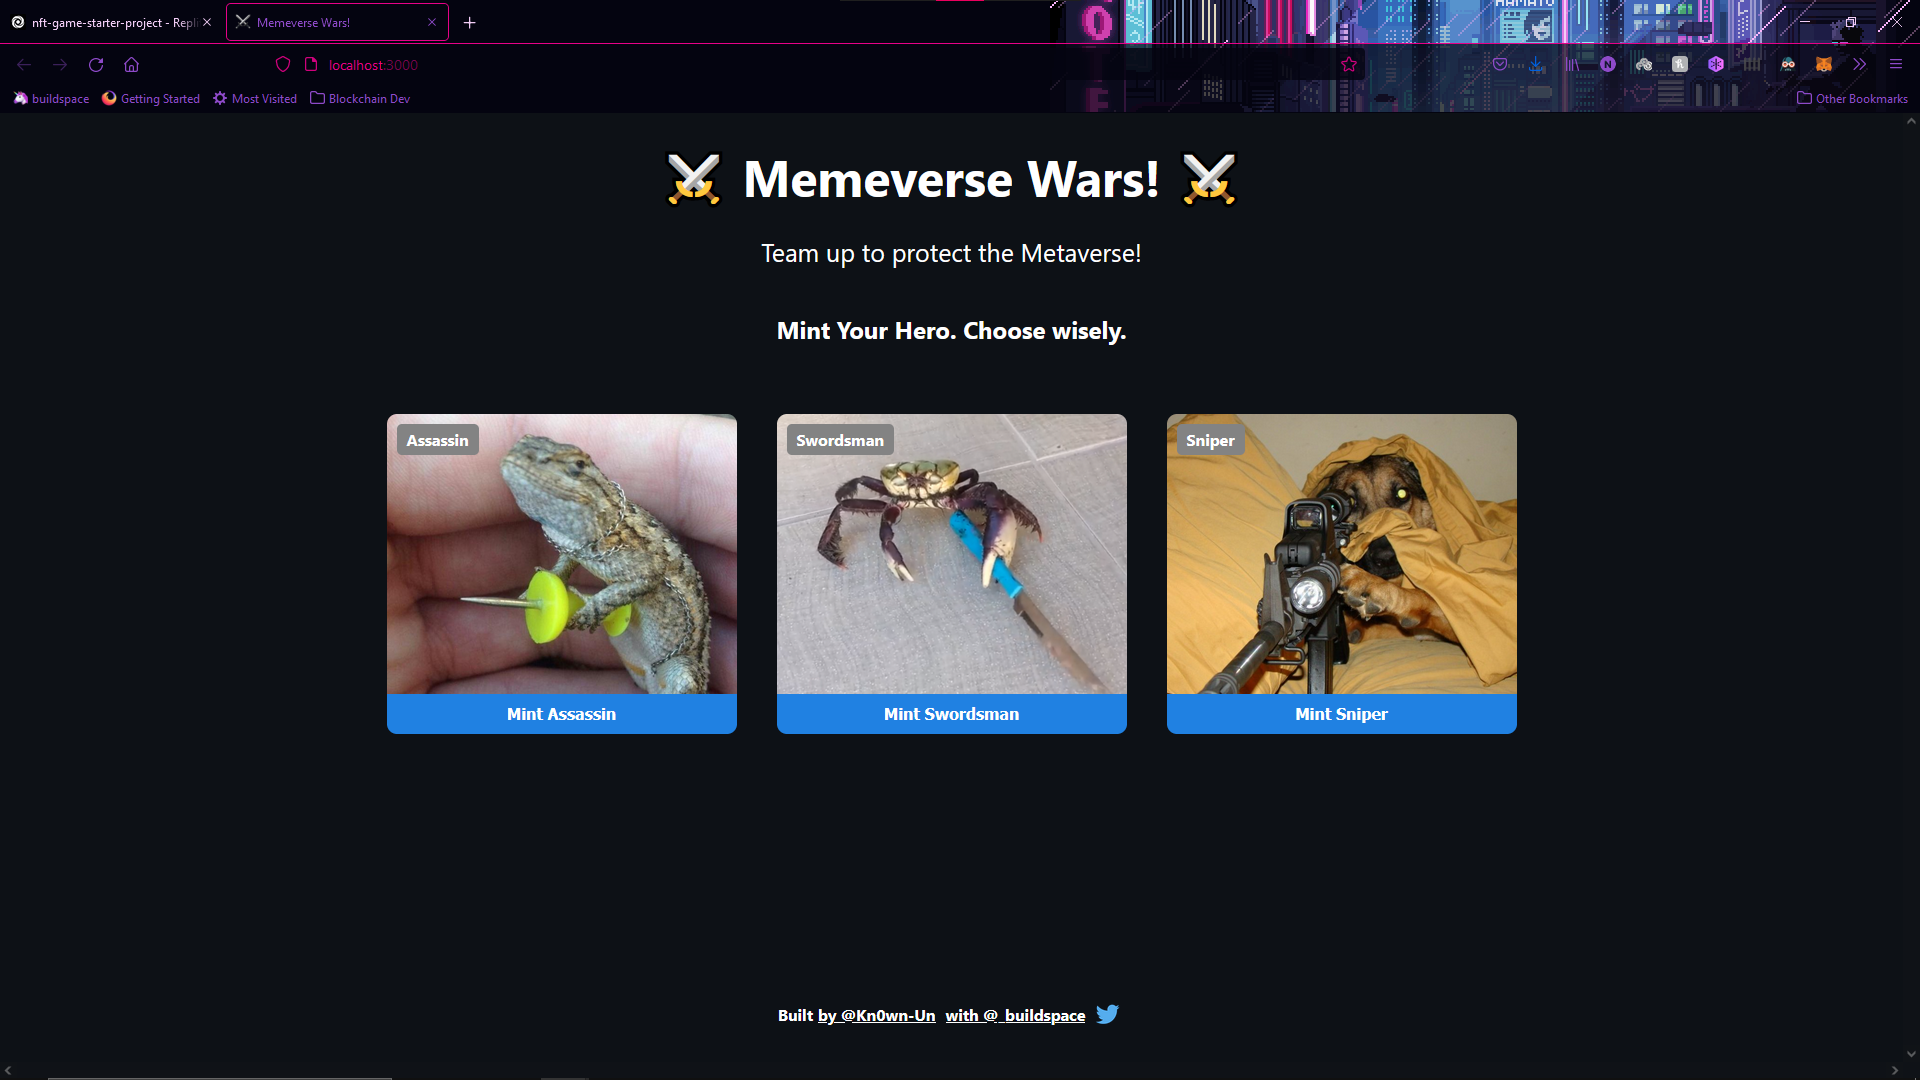 nft-game-starter-project - Repli
Memeverse Wars!
localhost:3000
buildspace
Getting Started
Most Visited
Blockchain Dev
Other Bookmarks
⚔️ Memeverse Wars! ⚔️
Team up to protect the Metaverse!
Mint Your Hero. Choose wisely.
Assassin
Swordsman
Sniper
Mint Assassin
Mint Swordsman
Mint Sniper
Built by @Kn0wn-Un with @_buildspace